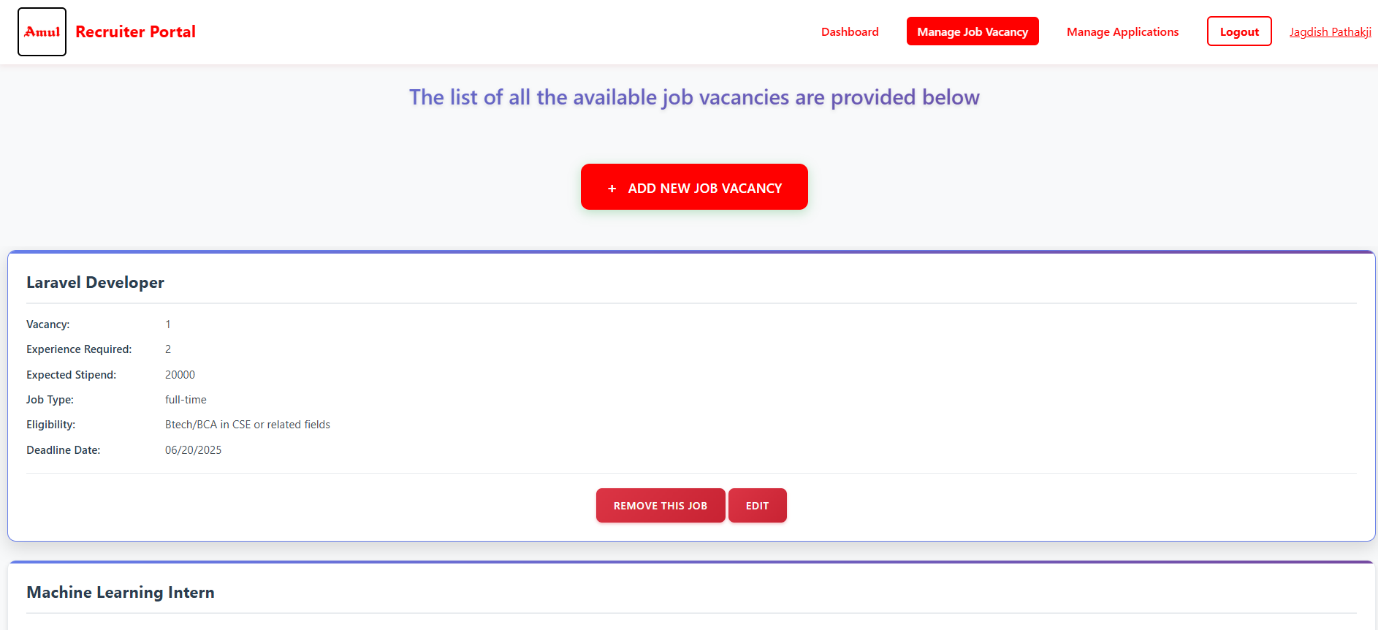 Amul Recruiter Portal Dashboard Manage Job Vacancy Manage Applications Logout Jagdish Pathakji
The list of all the available job vacancies are provided below
+ ADD NEW JOB VACANCY
Laravel Developer
Vacancy: 1
Experience Required: 2
Expected Stipend: 20000
Job Type: full-time
Eligibility: Btech/BCA in CSE or related fields
Deadline Date: 06/20/2025
REMOVE THIS JOB EDIT
Machine Learning Intern